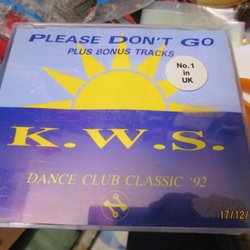 PLEASE DON'T GO
PLUS BONUS TRACKS
No. 1
in
UK
K.W.S.
DANCE CLUB CLASSIC '92
17/12/